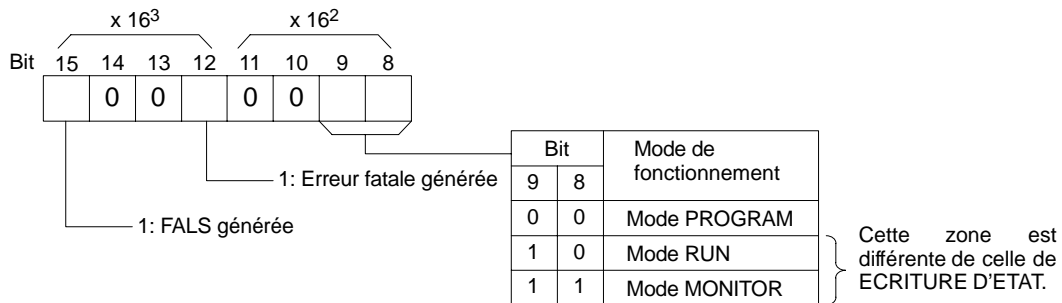 x 16³ x 16²
Bit 15 14 13 12 11 10 9 8
0 0 0 0
1: Erreur fatale générée
1: FALS générée
Bit Mode de fonctionnement
9 8
0 0 Mode PROGRAM
1 0 Mode RUN
1 1 Mode MONITOR
Cette zone est
différente de celle de
ECRITURE D'ETAT.